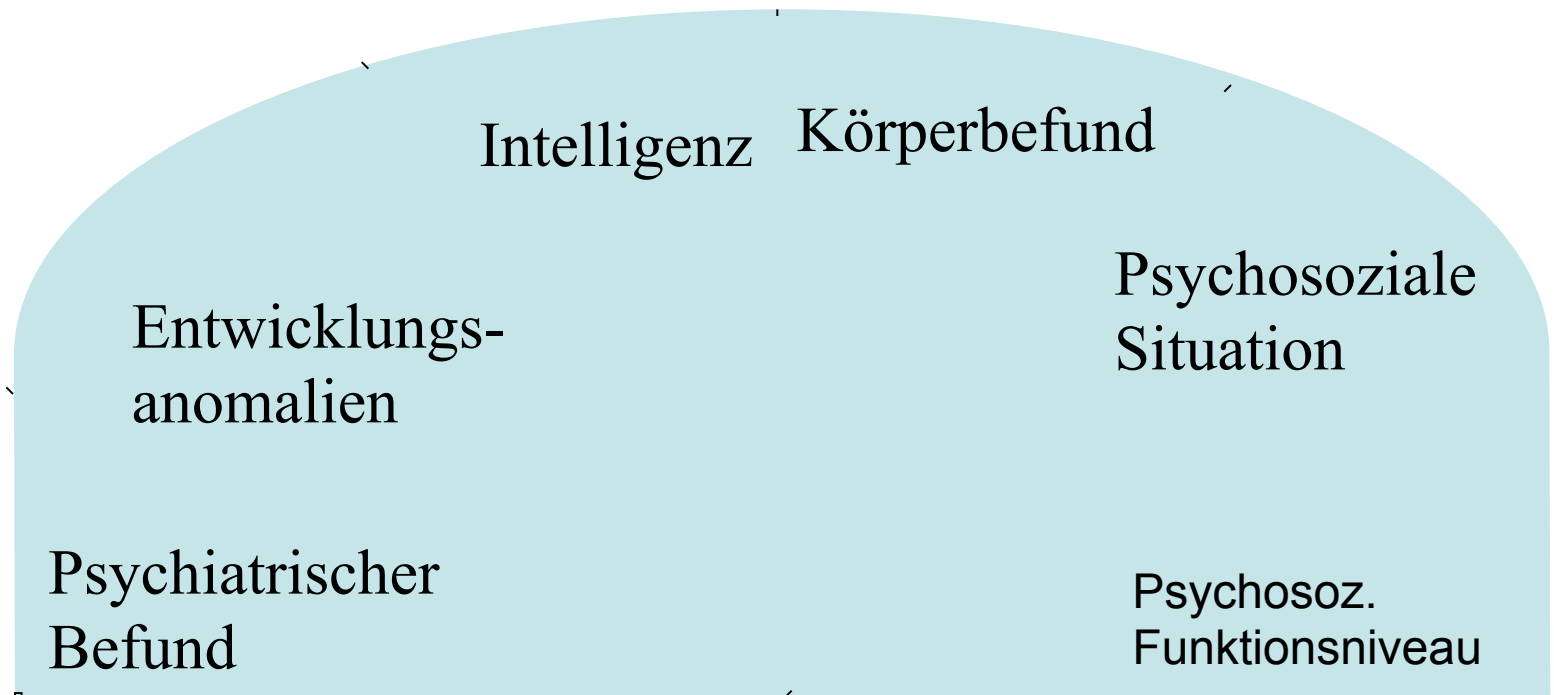 Intelligenz
Körperbefund
Entwicklungs-
anomalien
Psychosoziale
Situation
Psychiatrischer
Befund
Psychosoz.
Funktionsniveau